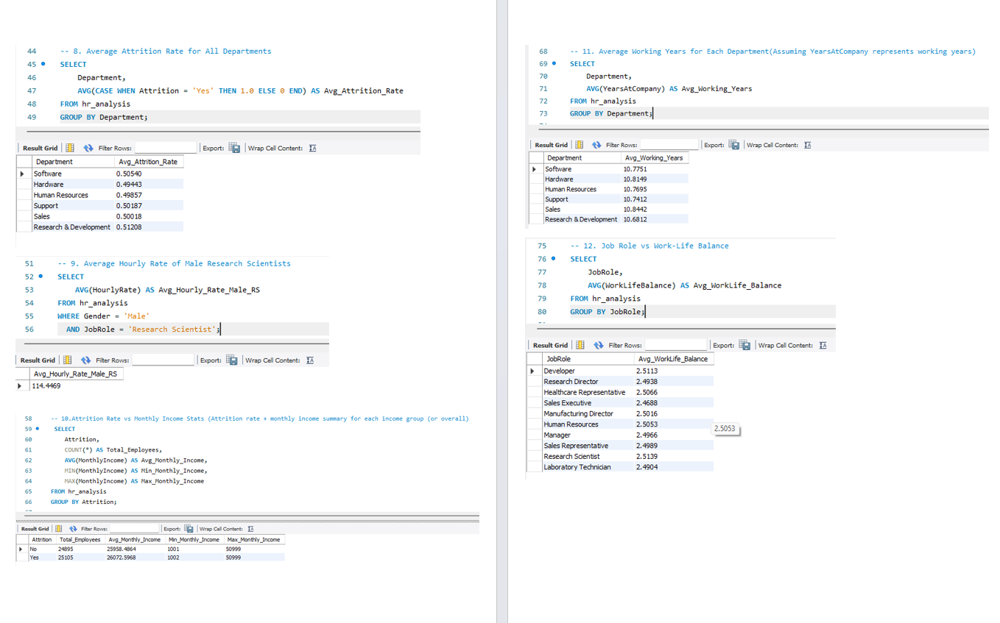 44 -- 8. Average Attrition Rate for All Departments
45 SELECT
46 Department,
47 AVG(CASE WHEN Attrition = 'Yes' THEN 1.0 ELSE 0 END) AS Avg_Attrition_Rate
48 FROM hr_analysis
49 GROUP BY Department;
Result Grid Filter Rows: Export: Wrap Cell Content: IA
Department Avg_Attrition_Rate
Software 0.50540
Hardware 0.49443
Human Resources 0.49857
Support 0.50187
Sales 0.50018
Research & Development 0.51208
51 -- 9. Average Hourly Rate of Male Research Scientists
52 SELECT
53 AVG(HourlyRate) AS Avg_Hourly_Rate_Male_RS
54 FROM hr_analysis
55 WHERE Gender = 'Male'
56 AND JobRole = 'Research Scientist';
Result Grid Filter Rows: Export: Wrap Cell Content: IA
Avg_Hourly_Rate_Male_RS
114.4469
58 -- 10.Attrition Rate vs Monthly Income Stats (Attrition rate + monthly income summary for each income group (or overall)
59 SELECT
60 Attrition,
61 COUNT(*) AS Total_Employees,
62 AVG(MonthlyIncome) AS Avg_Monthly_Income,
63 MIN(MonthlyIncome) AS Min_Monthly_Income,
64 MAX(MonthlyIncome) AS Max_Monthly_Income
65 FROM hr_analysis
66 GROUP BY Attrition;
Result Grid Filter Rows: Export: Wrap Cell Content: IA
Attrition Total_Employees Avg_Monthly_Income Min_Monthly_Income Max_Monthly_Income
No 24895 25958.4864 1001 50999
Yes 25105 26072.5968 1002 50999
68 -- 11. Average Working Years for Each Department(Assuming YearsAtCompany represents working years)
69 SELECT
70 Department,
71 AVG(YearsAtCompany) AS Avg_Working_Years
72 FROM hr_analysis
73 GROUP BY Department;
Result Grid Filter Rows: Export: Wrap Cell Content: IA
Department Avg_Working_Years
Software 10.7751
Hardware 10.8149
Human Resources 10.7695
Support 10.7412
Sales 10.8442
Research & Development 10.6812
75 -- 12. Job Role vs Work-Life Balance
76 SELECT
77 JobRole,
78 AVG(WorkLifeBalance) AS Avg_WorkLife_Balance
79 FROM hr_analysis
80 GROUP BY JobRole;
Result Grid Filter Rows: Export: Wrap Cell Content: IA
JobRole Avg_WorkLife_Balance
Developer 2.5113
Research Director 2.4938
Healthcare Representative 2.5066
Sales Executive 2.4688
Manufacturing Director 2.5016
Human Resources 2.5053
2.5053
Manager 2.4966
Sales Representative 2.4989
Research Scientist 2.5139
Laboratory Technician 2.4904